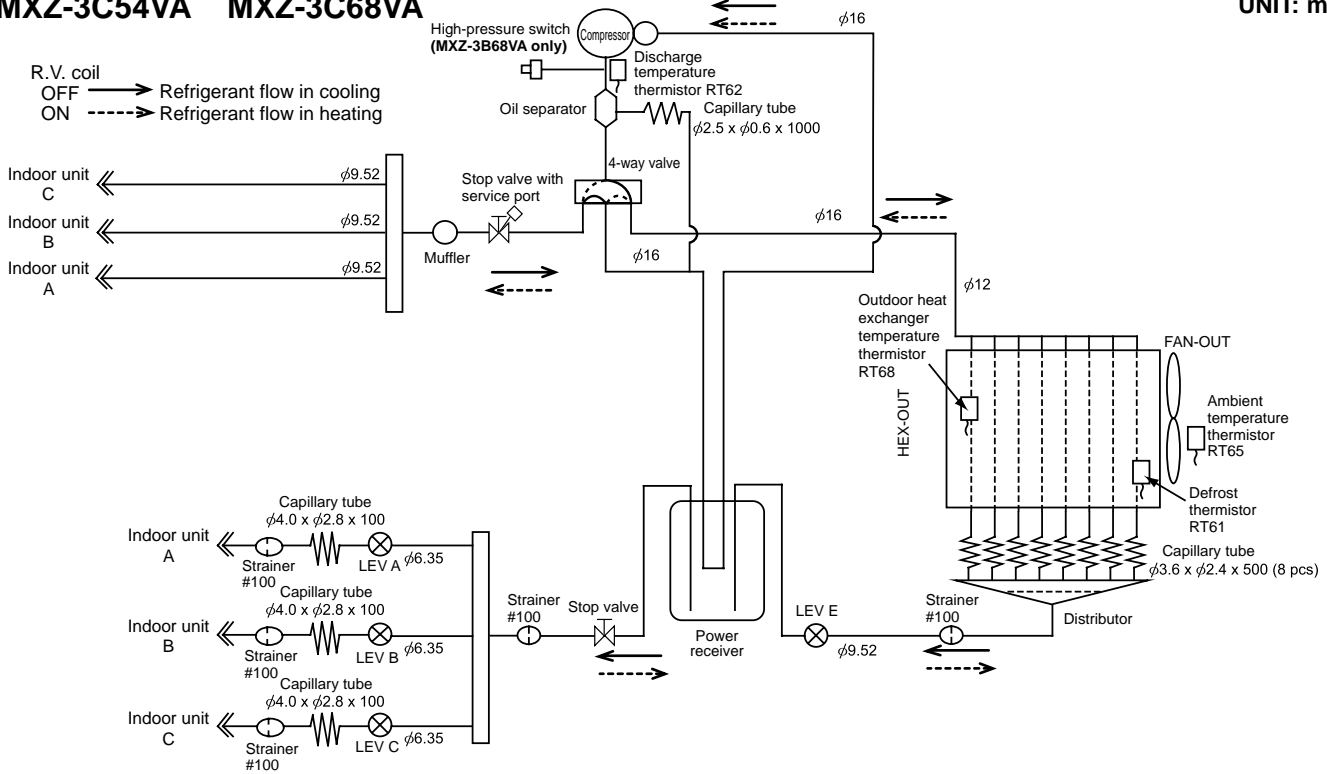 MXZ-3C54VA MXZ-3C68VA
UNIT: m
R.V. coil
OFF Refrigerant flow in cooling
ON Refrigerant flow in heating
High-pressure switch
(MXZ-3B68VA only)
Compressor
ϕ16
Discharge
temperature
thermistor RT62
Oil separator
Capillary tube
ϕ2.5 x ϕ0.6 x 1000
4-way valve
Indoor unit
C
ϕ9.52
Indoor unit
B
ϕ9.52
Indoor unit
A
ϕ9.52
Muffler
Stop valve with
service port
ϕ16
ϕ16
ϕ12
Outdoor heat
exchanger
temperature
thermistor
RT68
HEX-OUT
FAN-OUT
Ambient
temperature
thermistor
RT65
Defrost
thermistor
RT61
Capillary tube
ϕ3.6 x ϕ2.4 x 500 (8 pcs)
Distributor
Strainer
#100
ϕ9.52
LEV E
Power
receiver
Stop valve
Strainer
#100
Indoor unit
A
Capillary tube
ϕ4.0 x ϕ2.8 x 100
Strainer
#100
LEV A
ϕ6.35
Indoor unit
B
Capillary tube
ϕ4.0 x ϕ2.8 x 100
Strainer
#100
LEV B
ϕ6.35
Indoor unit
C
Capillary tube
ϕ4.0 x ϕ2.8 x 100
Strainer
#100
LEV C
ϕ6.35